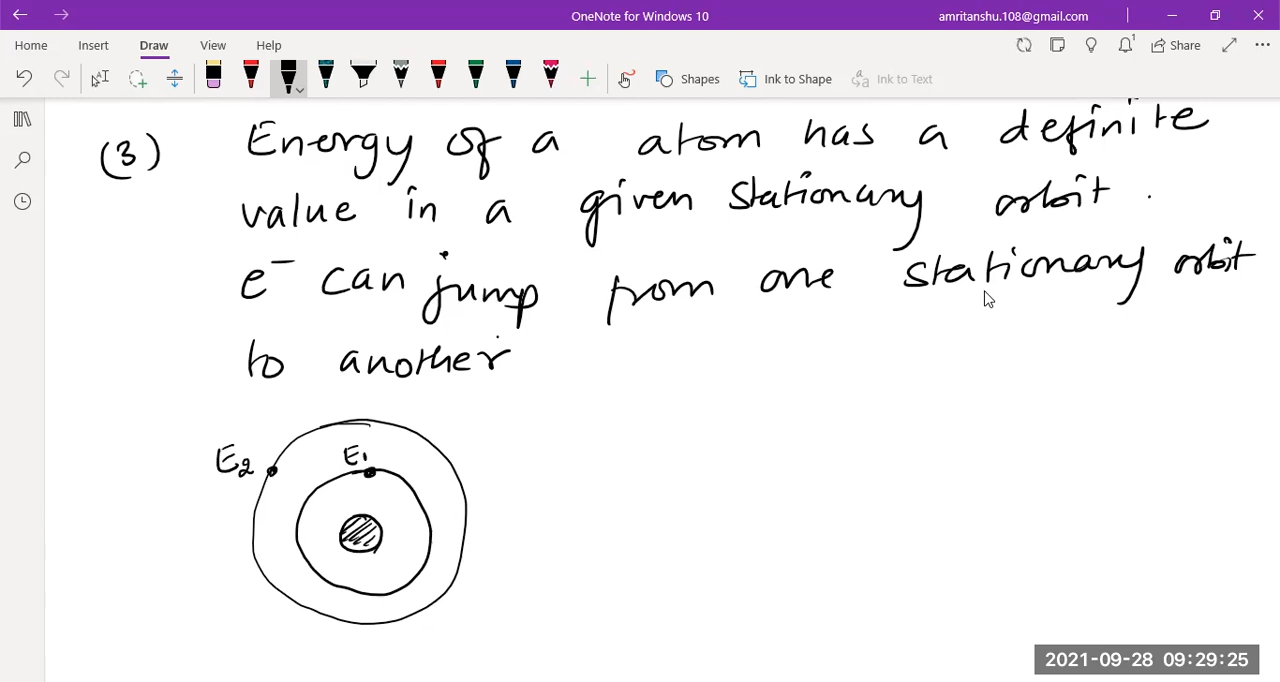 OneNote for Windows 10
amritanshu.108@gmail.com
Home Insert Draw View Help
1
Share
Shapes Ink to Shape Ink to Text
(3) Energy of a atom has a definite
value in a given stationary orbit.
e⁻ can jump from one stationary orbit
to another
E2 E1
2021-09-28 09:29:25